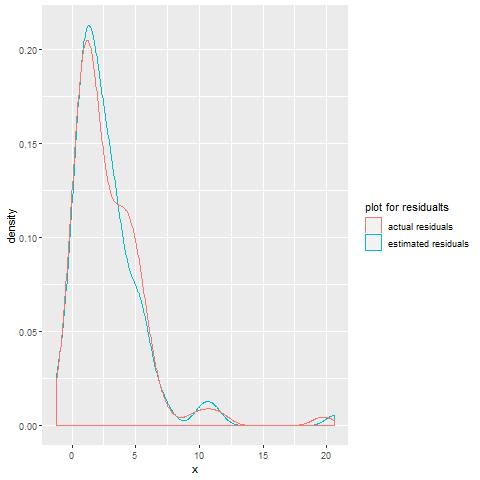 0.20
0.15
0.10
0.05
0.00
density
0
5
10
15
20
x
plot for residualts
actual residuals
estimated residuals